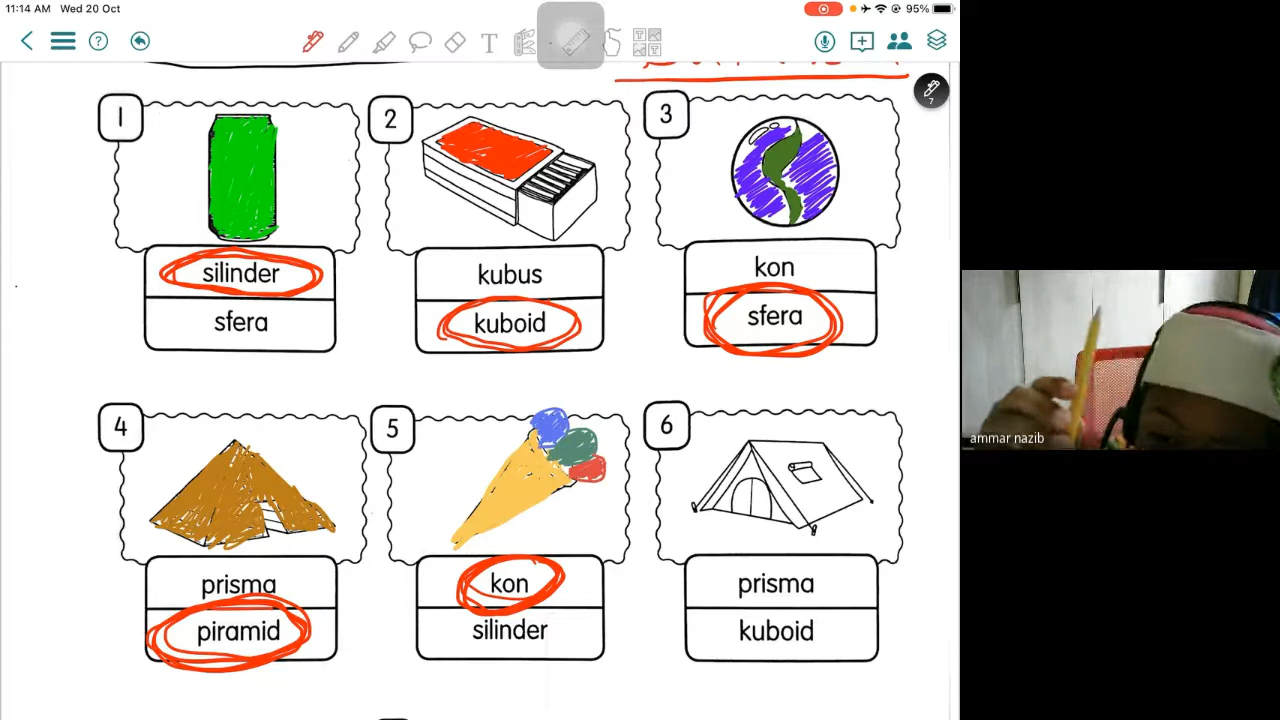 11:14 AM Wed 20 Oct
95%
T
7
1
2
3
silinder
sfera
kubus
kuboid
kon
sfera
4
5
6
prisma
piramid
kon
silinder
prisma
kuboid
ammar nazib